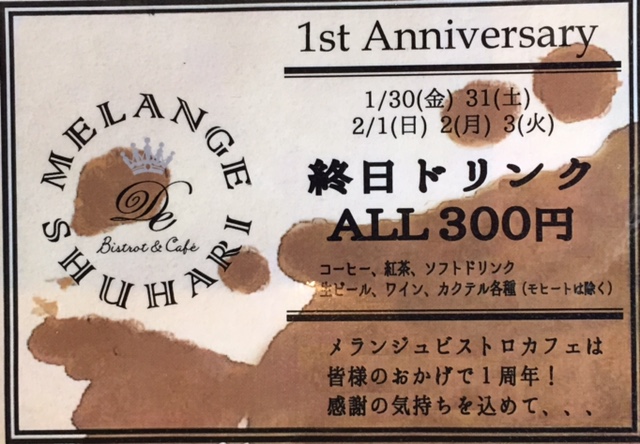 MELANGE
De
Bistrot & Café
SHUHARI
1st Anniversary
1/30(金) 31(土)
2/1(日) 2(月) 3(火)
終日ドリンク
ALL 300円
コーヒー、紅茶、ソフトドリンク
生ビール、ワイン、カクテル各種（モヒートは除く）
メランジュビストロカフェは
皆様のおかげで1周年！
感謝の気持ちを込めて、、、